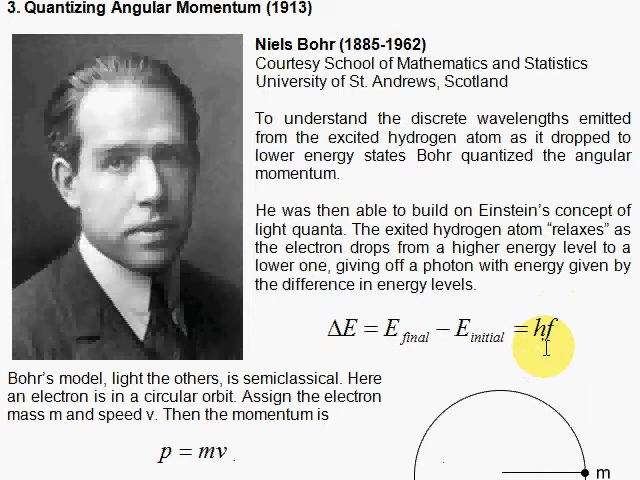 3. Quantizing Angular Momentum (1913)
Niels Bohr (1885-1962)
Courtesy School of Mathematics and Statistics
University of St. Andrews, Scotland
To understand the discrete wavelengths emitted
from the excited hydrogen atom as it dropped to
lower energy states Bohr quantized the angular
momentum.
He was then able to build on Einstein's concept of
light quanta. The exited hydrogen atom “relaxes” as
the electron drops from a higher energy level to a
lower one, giving off a photon with energy given by
the difference in energy levels.
ΔE = E final − E initial = hf
Bohr's model, light the others, is semiclassical. Here
an electron is in a circular orbit. Assign the electron
mass m and speed v. Then the momentum is
p = mv .
m